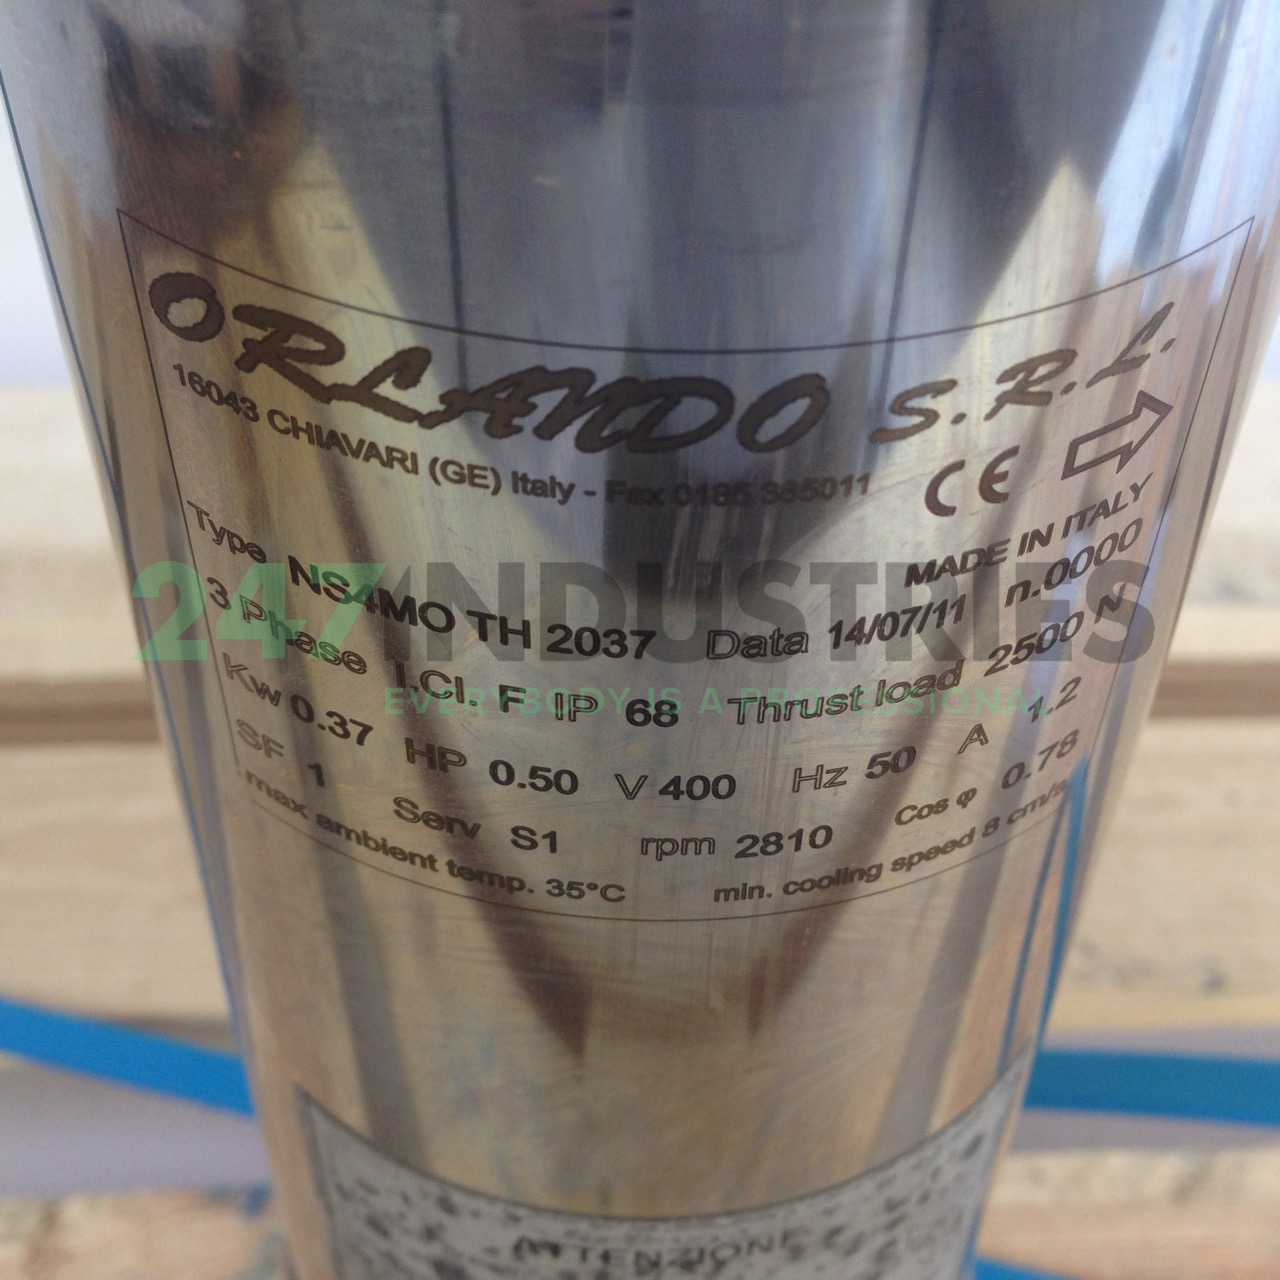 ORLANDO S.R.L.
16043 CHIAVARI (GE) Italy - Fax 0185 385011
CE
MADE IN ITALY
Type NS4MO TH 2037 Data 14/07/11 n.0000
3 Phase I.Cl. F IP 68 Thrust load 2500 N
Kw 0.37 HP 0.50 V 400 Hz 50 A 1.2
SF 1 Serv S1 rpm 2810 Cos φ 0.78
max ambient temp. 35°C min. cooling speed 8 cm/s
247INDUSTRIES
EVERYBODY IS A PROFESSIONAL
ATTENZIONE